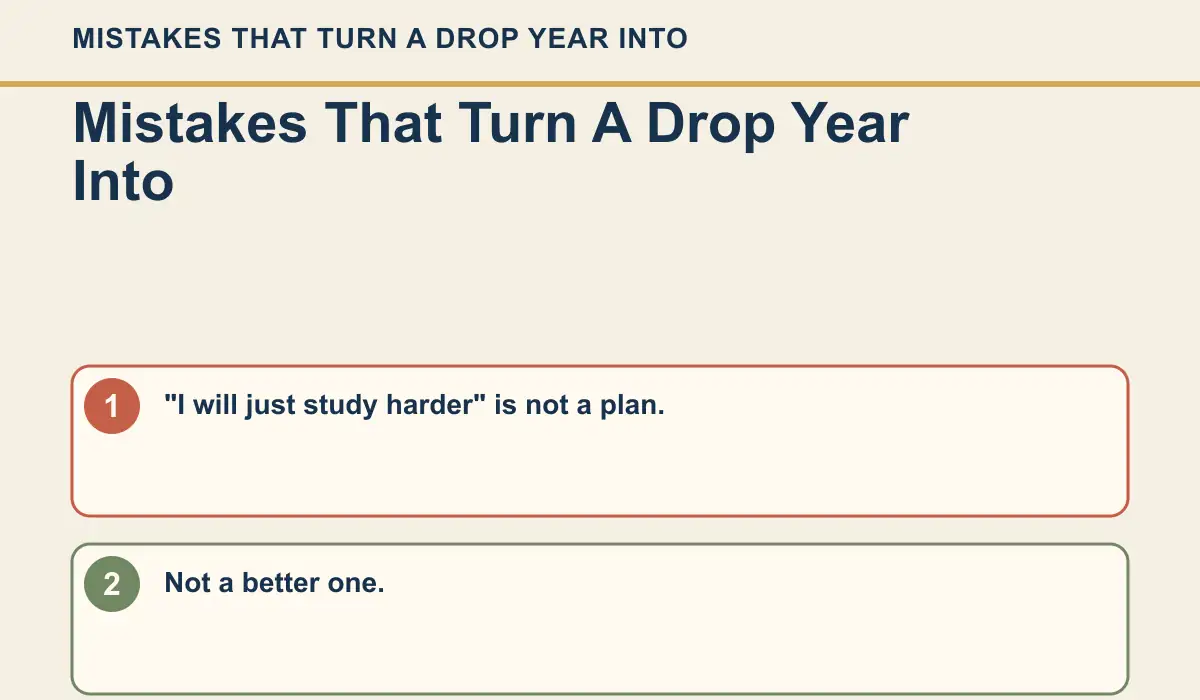 MISTAKES THAT TURN A DROP YEAR INTO
Mistakes That Turn A Drop Year
Into
1
"I will just study harder" is not a plan.
2
Not a better one.